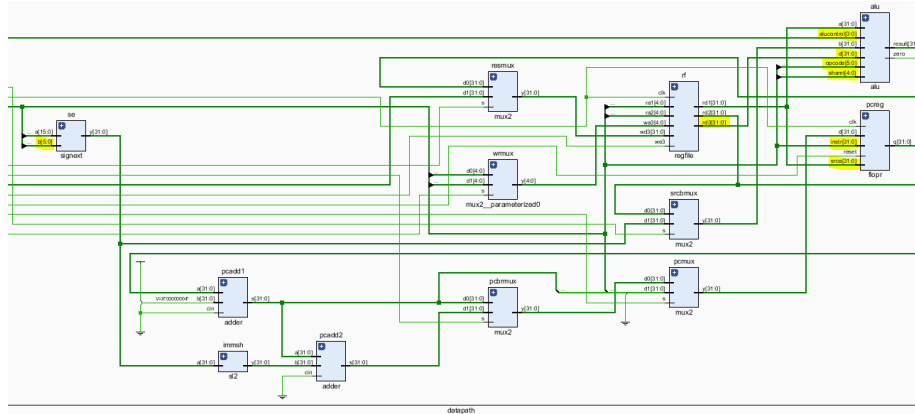 alu
a[31:0]
alucontrol[3:0]
b[31:0]
d[31:0]
opcode[5:0]
shamt[4:0]
result[31
zero
alu
resmux
d0[31:0]
d1[31:0]
s
y[31:0]
mux2
rf
clk
ra1[4:0]
ra2[4:0]
wa3[4:0]
wd3[31:0]
we3
rd1[31:0]
rd2[31:0]
rd3[31:0]
regfile
pcreg
clk
d[31:0]
instr[31:0]
reset
srca[31:0]
q[31:0]
flopr
se
a[15:0]
b[5:0]
y[31:0]
signext
wrmux
d0[4:0]
d1[4:0]
s
y[4:0]
mux2__parameterized0
srcbmux
d0[31:0]
d1[31:0]
s
y[31:0]
mux2
pcadd1
a[31:0]
b[31:0]
cin
s[31:0]
adder
pcbrmux
d0[31:0]
d1[31:0]
s
y[31:0]
mux2
pcmux
d0[31:0]
d1[31:0]
s
y[31:0]
mux2
immsh
a[31:0]
y[31:0]
sl2
pcadd2
a[31:0]
b[31:0]
cin
s[31:0]
adder
datapath